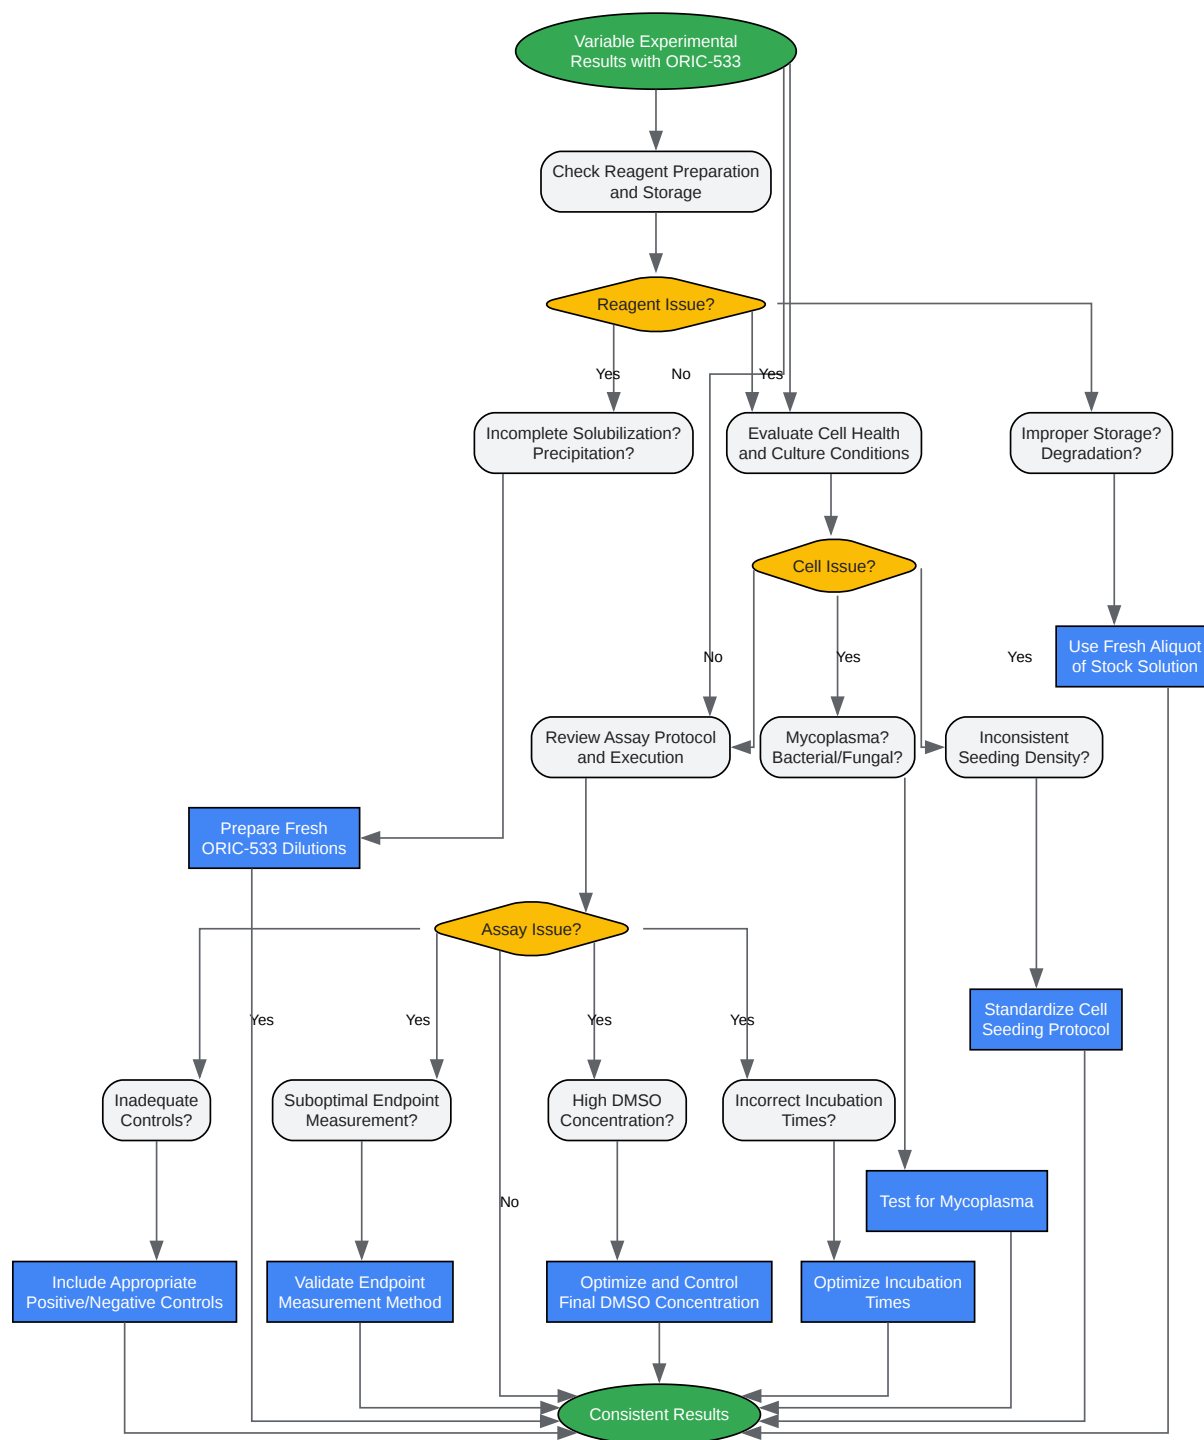 Variable Experimental
Results with ORIC-533
Check Reagent Preparation
and Storage
Reagent Issue?
Yes
No
Yes
Incomplete Solubilization?
Precipitation?
Evaluate Cell Health
and Culture Conditions
Improper Storage?
Degradation?
Cell Issue?
No
Yes
Yes
Use Fresh Aliquot
of Stock Solution
Review Assay Protocol
and Execution
Mycoplasma?
Bacterial/Fungal?
Inconsistent
Seeding Density?
Prepare Fresh
ORIC-533 Dilutions
Assay Issue?
Yes
Yes
Yes
Yes
Standardize Cell
Seeding Protocol
Inadequate
Controls?
Suboptimal Endpoint
Measurement?
High DMSO
Concentration?
Incorrect Incubation
Times?
No
Test for Mycoplasma
Include Appropriate
Positive/Negative Controls
Validate Endpoint
Measurement Method
Optimize and Control
Final DMSO Concentration
Optimize Incubation
Times
Consistent Results